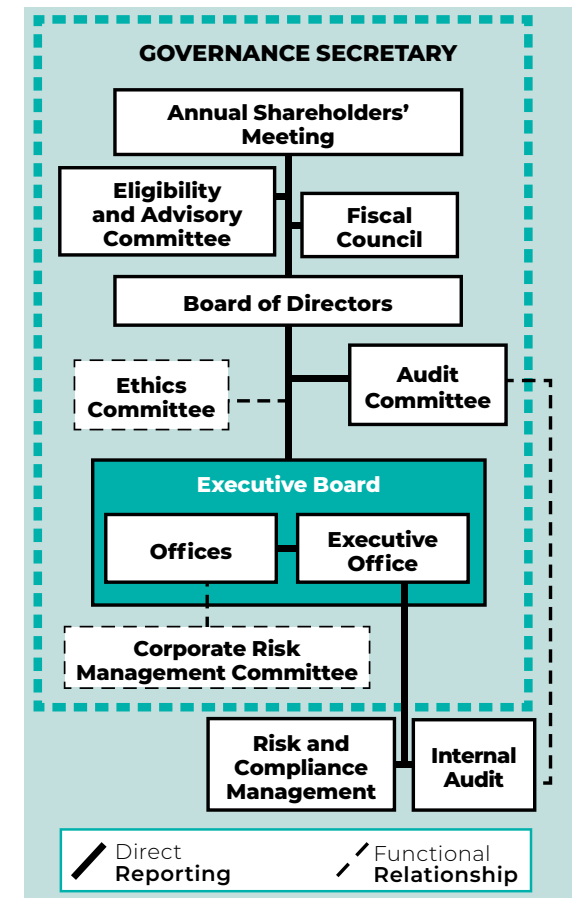 GOVERNANCE SECRETARY
Annual Shareholders’
Meeting
Eligibility
and Advisory
Committee
Fiscal
Council
Board of Directors
Ethics
Committee
Audit
Committee
Executive Board
Offices
Executive
Office
Corporate Risk
Management Committee
Risk and
Compliance
Management
Internal
Audit
Direct
Reporting
Functional
Relationship